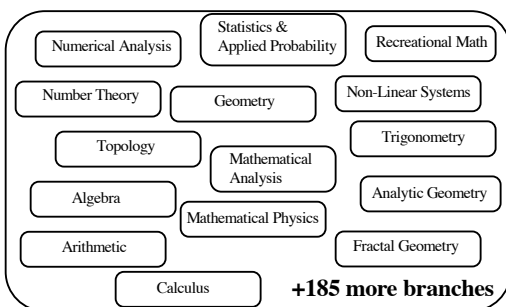 Statistics &
Applied Probability
Numerical Analysis
Recreational Math
Number Theory
Geometry
Non-Linear Systems
Topology
Trigonometry
Mathematical
Analysis
Algebra
Analytic Geometry
Mathematical Physics
Arithmetic
Fractal Geometry
Calculus
+185 more branches